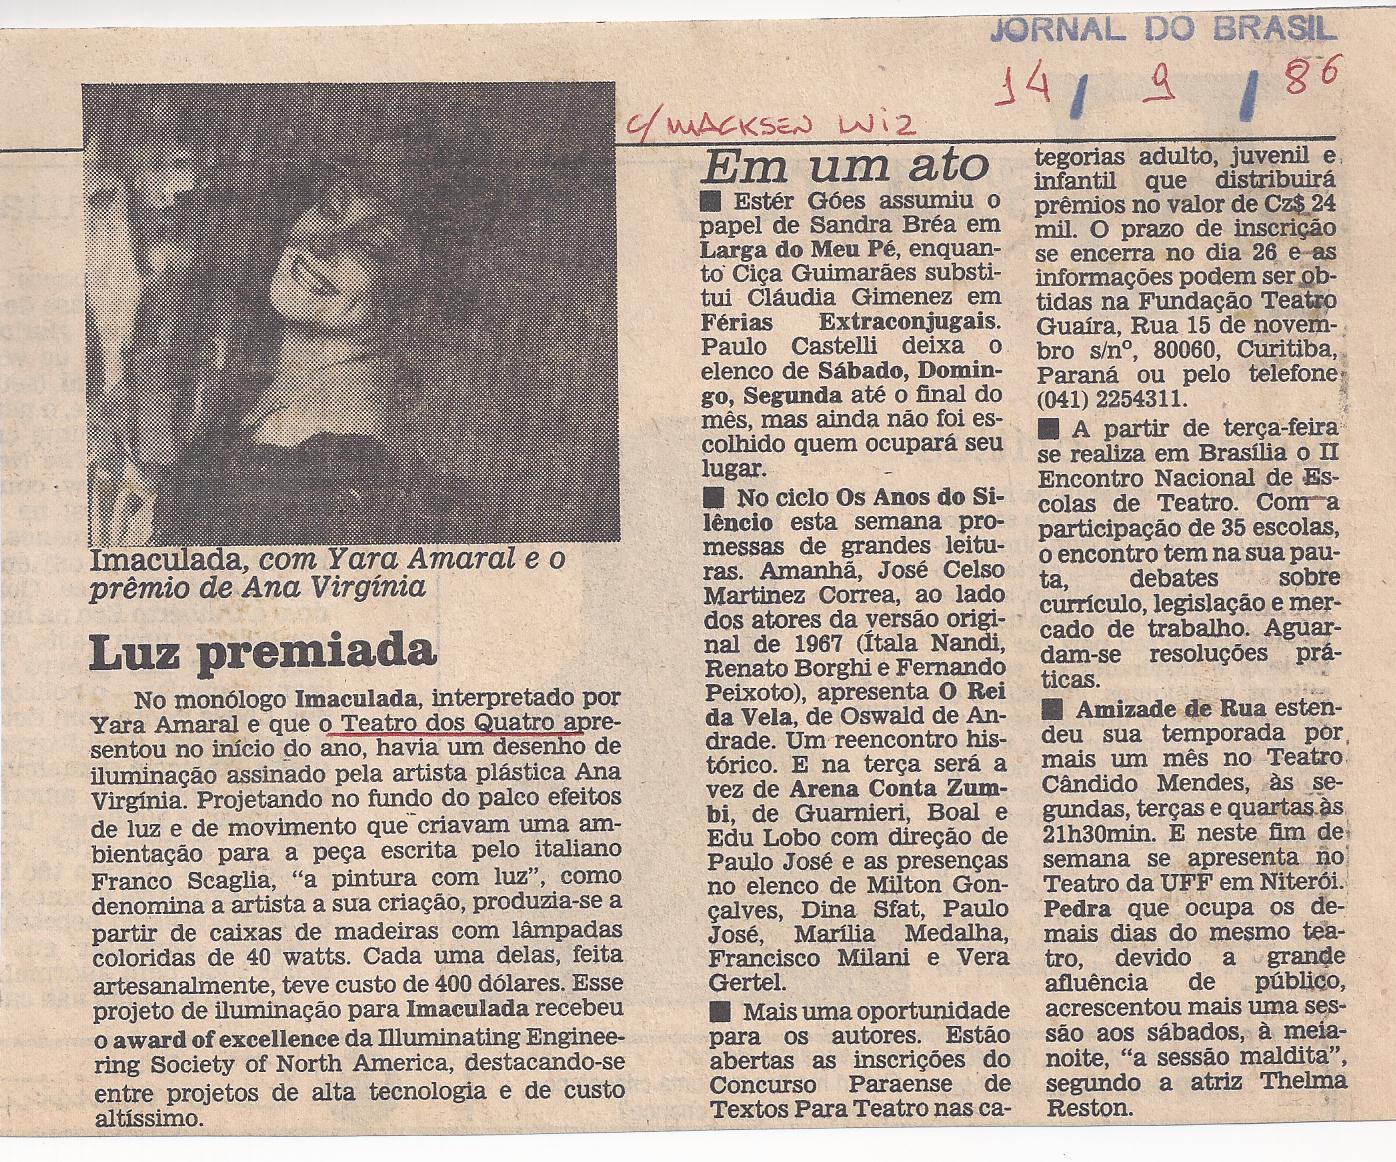 JORNAL DO BRASIL
14 / 9 / 86
c/ MACKSEN LUIZ
Imaculada, com Yara Amaral e o
prêmio de Ana Virgínia
Luz premiada
No monólogo Imaculada, interpretado por
Yara Amaral e que o Teatro dos Quatro apre-
sentou no início do ano, havia um desenho de
iluminação assinado pela artista plástica Ana
Virgínia. Projetando no fundo do palco efeitos
de luz e de movimento que criavam uma am-
bientação para a peça escrita pelo italiano
Franco Scaglia, “a pintura com luz”, como
denomina a artista a sua criação, produzia-se a
partir de caixas de madeiras com lâmpadas
coloridas de 40 watts. Cada uma delas, feita
artesanalmente, teve custo de 400 dólares. Esse
projeto de iluminação para Imaculada recebeu
o award of excellence da Illuminating Enginee-
ring Society of North America, destacando-se
entre projetos de alta tecnologia e de custo
altíssimo.
Em um ato
■ Estér Góes assumiu o
papel de Sandra Bréa em
Larga do Meu Pé, enquan-
to Ciça Guimarães substi-
tui Cláudia Gimenez em
Férias Extraconjugais.
Paulo Castelli deixa o
elenco de Sábado, Domin-
go, Segunda até o final do
mês, mas ainda não foi es-
colhido quem ocupará seu
lugar.
■ No ciclo Os Anos do Si-
lêncio esta semana pro-
messas de grandes leitu-
ras. Amanhã, José Celso
Martinez Correa, ao lado
dos atores da versão origi-
nal de 1967 (Ítala Nandi,
Renato Borghi e Fernando
Peixoto), apresenta O Rei
da Vela, de Oswald de An-
drade. Um reencontro his-
tórico. E na terça será a
vez de Arena Conta Zum-
bi, de Guarnieri, Boal e
Edu Lobo com direção de
Paulo José e as presenças
no elenco de Milton Gon-
çalves, Dina Sfat, Paulo
José, Marília Medalha,
Francisco Milani e Vera
Gertel.
■ Mais uma oportunidade
para os autores. Estão
abertas as inscrições do
Concurso Paraense de
Textos Para Teatro nas ca-
tegorias adulto, juvenil e
infantil que distribuirá
prêmios no valor de Cz$ 24
mil. O prazo de inscrição
se encerra no dia 26 e as
informações podem ser ob-
tidas na Fundação Teatro
Guaíra, Rua 15 de novem-
bro s/nº, 80060, Curitiba,
Paraná ou pelo telefone
(041) 2254311.
■ A partir de terça-feira
se realiza em Brasília o II
Encontro Nacional de Es-
colas de Teatro. Com a
participação de 35 escolas,
o encontro tem na sua pau-
ta, debates sobre
currículo, legislação e mer-
cado de trabalho. Aguar-
dam-se resoluções prá-
ticas.
■ Amizade de Rua esten-
deu sua temporada por
mais um mês no Teatro
Cândido Mendes, às se-
gundas, terças e quartas às
21h30min. E neste fim de
semana se apresenta no
Teatro da UFF em Niterói.
Pedra que ocupa os de-
mais dias do mesmo tea-
tro, devido a grande
afluência de público,
acrescentou mais uma ses-
são aos sábados, à meia-
noite, “a sessão maldita”,
segundo a atriz Thelma
Reston.